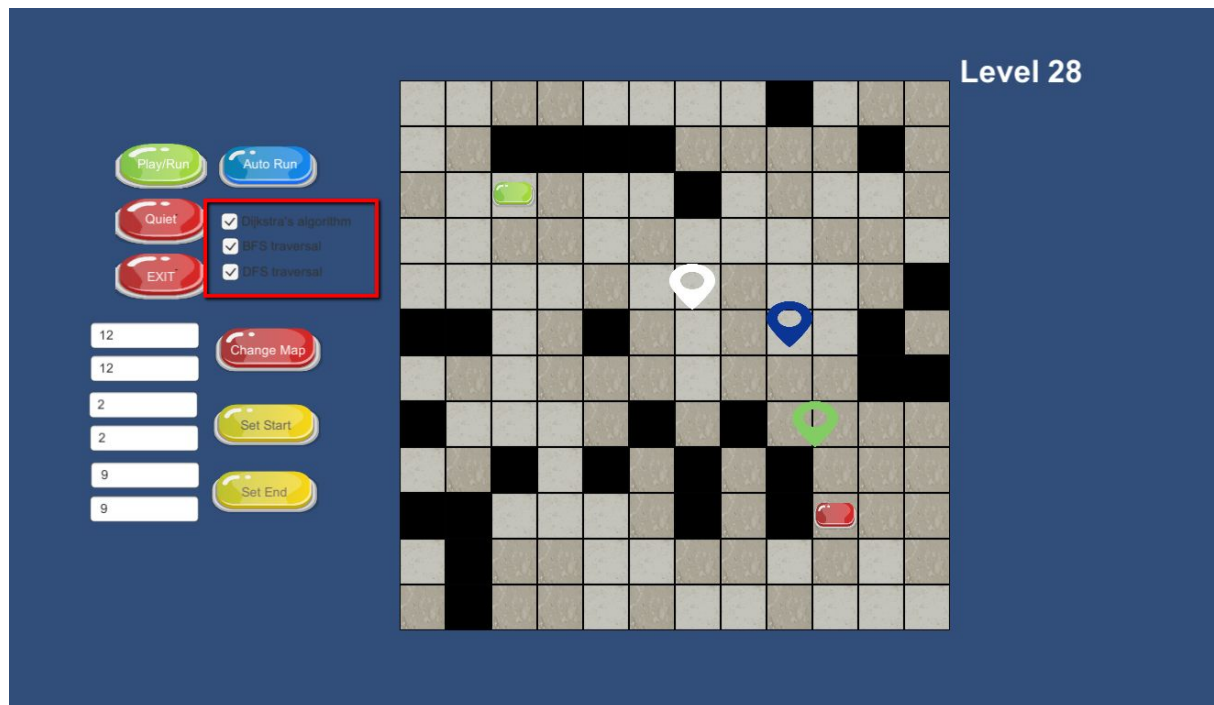 Level 28
Play/Run
Auto Run
Quiet
Dijkstra's algorithm
BFS traversal
EXIT
DFS traversal
12
12
Change Map
2
2
Set Start
9
9
Set End